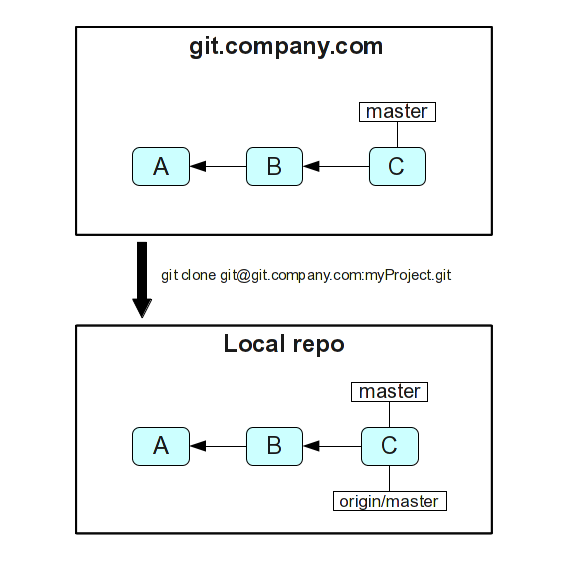 git.company.com
master
A
B
C
git clone git@git.company.com:myProject.git
Local repo
master
A
B
C
origin/master